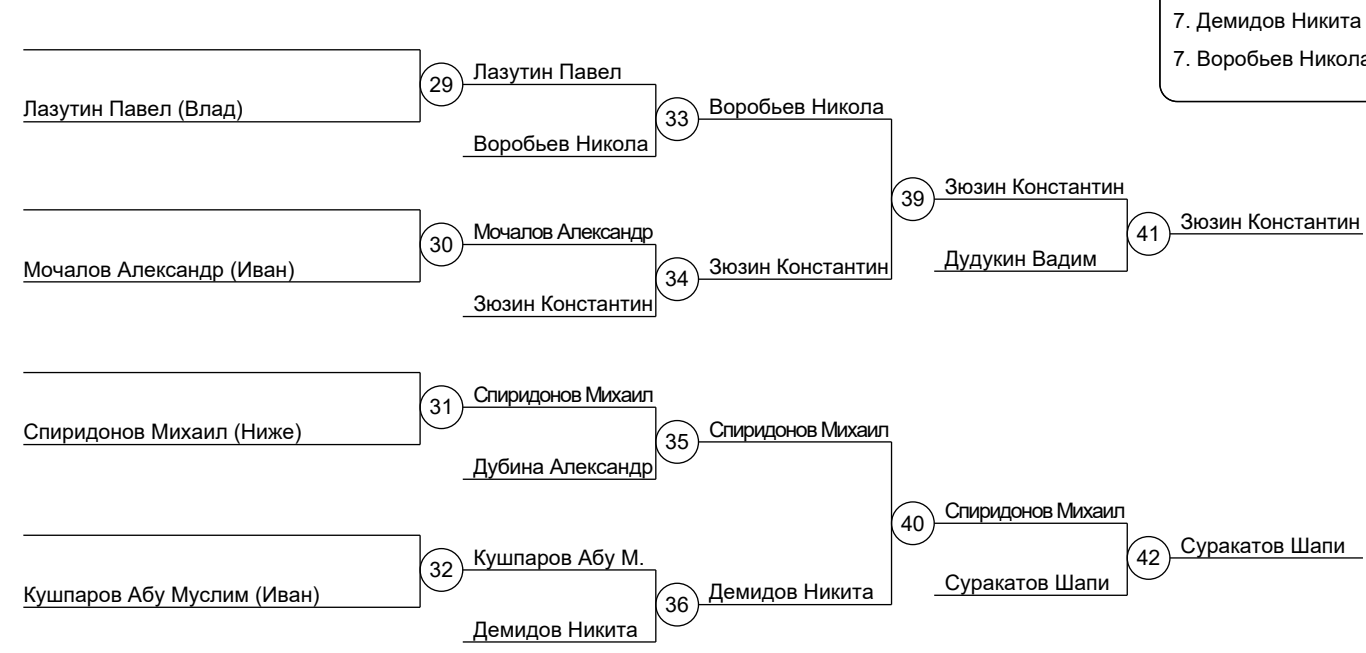 7. Демидов Никита
7. Воробьев Никола
29
Лазутин Павел
Лазутин Павел (Влад)
33
Воробьев Никола
Воробьев Никола
39
Зюзин Константин
30
Мочалов Александр
41
Зюзин Константин
Мочалов Александр (Иван)
34
Зюзин Константин
Дудукин Вадим
Зюзин Константин
31
Спиридонов Михаил
Спиридонов Михаил (Ниже)
35
Спиридонов Михаил
Дубина Александр
40
Спиридонов Михаил
32
Кушпаров Абу М.
42
Суракатов Шапи
Кушпаров Абу Муслим (Иван)
36
Демидов Никита
Суракатов Шапи
Демидов Никита